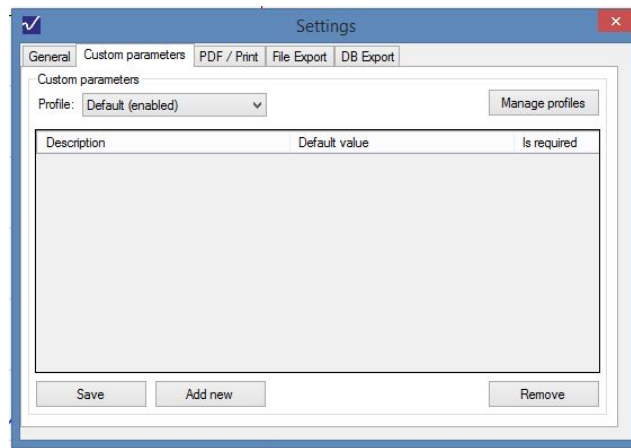 Settings
General Custom parameters PDF / Print File Export DB Export
Custom parameters
Profile: Default (enabled) Manage profiles
Description Default value Is required
Save Add new Remove